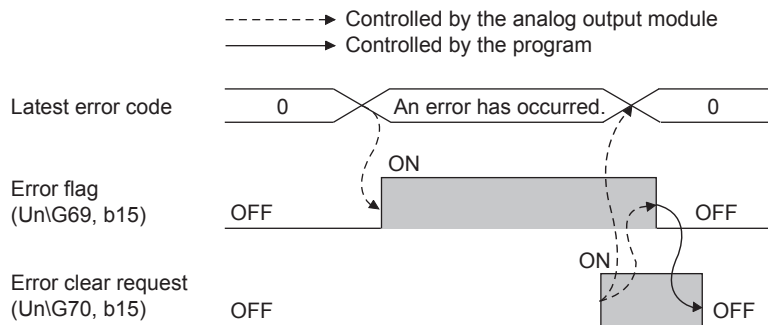 Controlled by the analog output module
Controlled by the program
Latest error code
0
An error has occurred.
0
ON
Error flag
(Un\G69, b15)
OFF
OFF
ON
Error clear request
(Un\G70, b15)
OFF
OFF